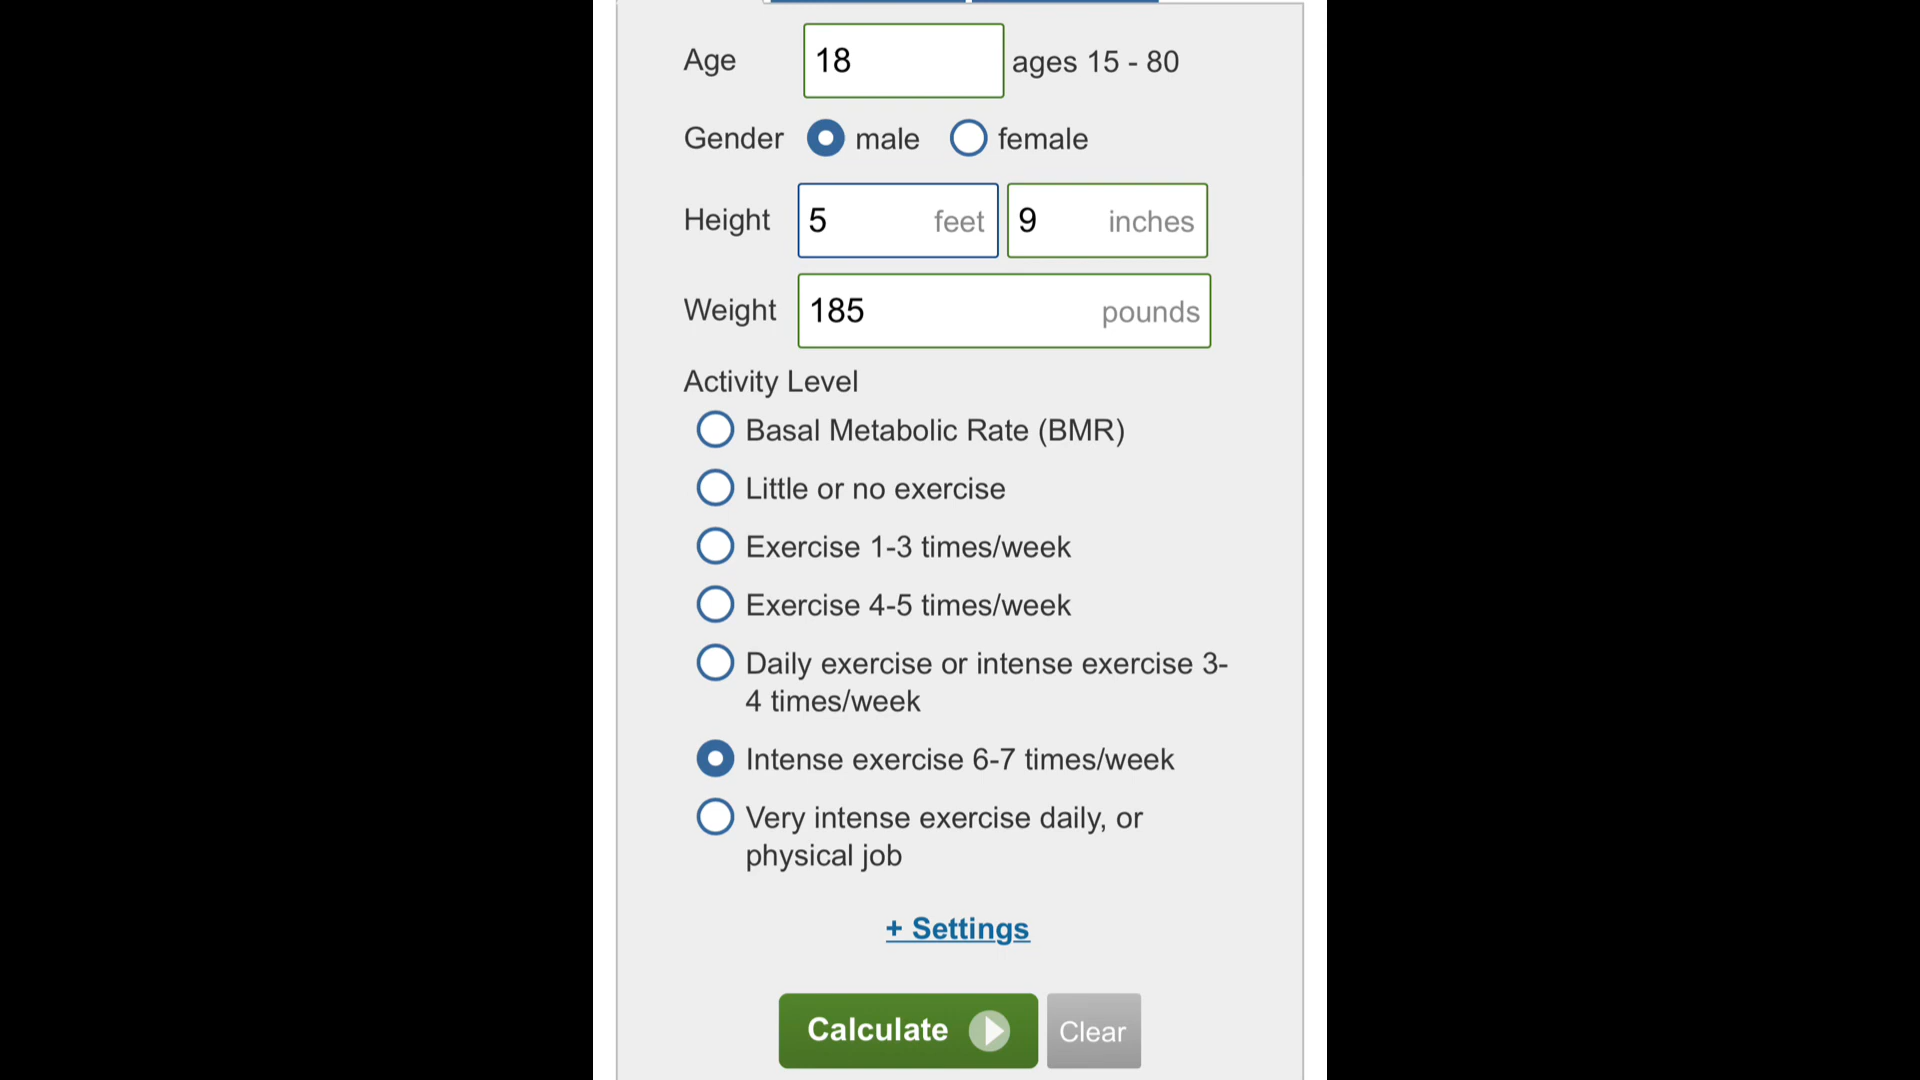 Age 18 ages 15 - 80
Gender male female
Height 5 feet 9 inches
Weight 185 pounds
Activity Level
Basal Metabolic Rate (BMR)
Little or no exercise
Exercise 1-3 times/week
Exercise 4-5 times/week
Daily exercise or intense exercise 3-
4 times/week
Intense exercise 6-7 times/week
Very intense exercise daily, or
physical job
+ Settings
Calculate Clear